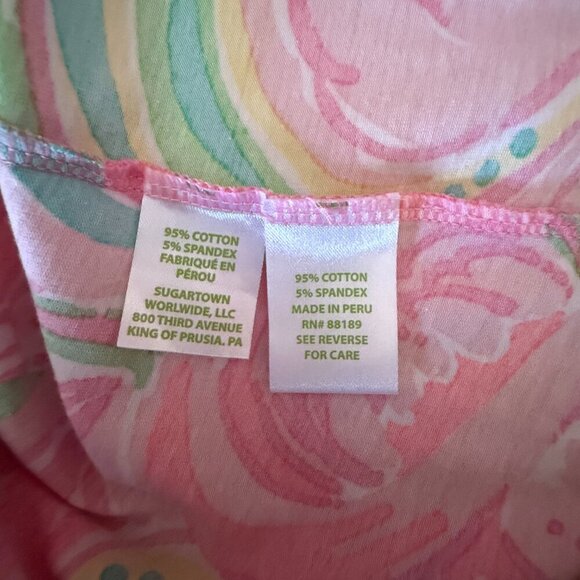 95% COTTON
5% SPANDEX
FABRIQUÉ EN
PÉROU
SUGARTOWN
WORLWIDE, LLC
800 THIRD AVENUE
KING OF PRUSIA, PA
95% COTTON
5% SPANDEX
MADE IN PERU
RN# 88189
SEE REVERSE
FOR CARE